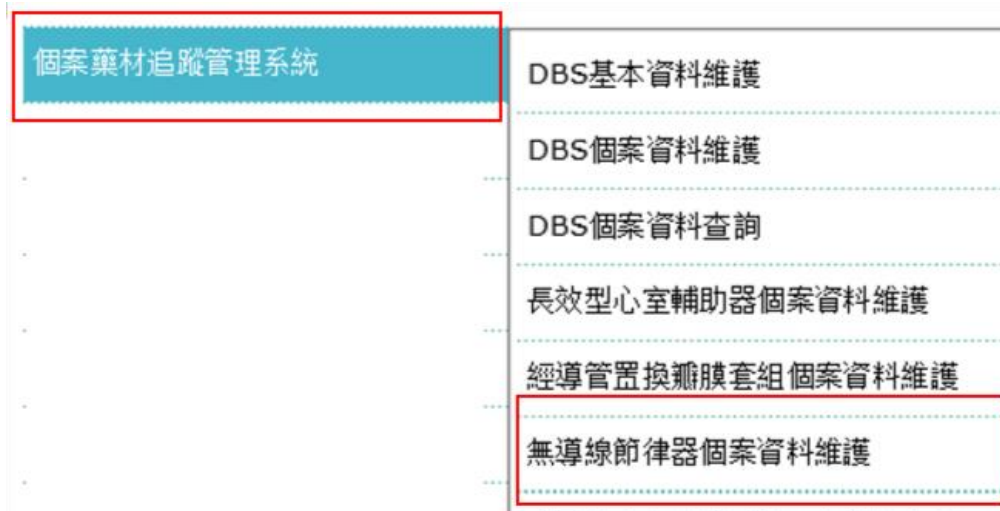 個案藥材追蹤管理系統
DBS基本資料維護
DBS個案資料維護
DBS個案資料查詢
長效型心室輔助器個案資料維護
經導管置換瓣膜套組個案資料維護
無導線節律器個案資料維護